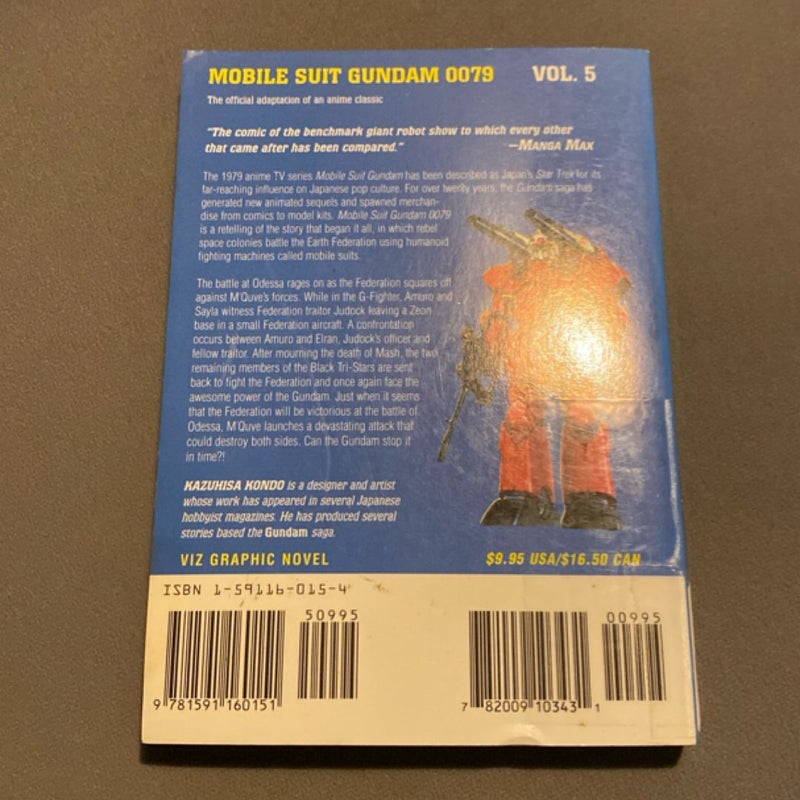 MOBILE SUIT GUNDAM 0079 VOL. 5
The official adaptation of an anime classic
"The comic of the benchmark giant robot show to which every other
that came after has been compared." —MANGA MAX
The 1979 anime TV series Mobile Suit Gundam has been described as Japan's Star Trek for its
far-reaching influence on Japanese pop culture. For over twenty years, the Gundam saga has
generated new animated sequels and spawned merchan-
dise from comics to model kits. Mobile Suit Gundam 0079
is a retelling of the story that began it all, in which rebel
space colonies battle the Earth Federation using humanoid
fighting machines called mobile suits.
The battle at Odessa rages on as the Federation squares off
against M'Quve's forces. While in the G-Fighter, Amuro and
Sayla witness Federation traitor Judock leaving a Zeon
base in a small Federation aircraft. A confrontation
occurs between Amuro and Elran, Judock's officer and
fellow traitor. After mourning the death of Mash, the two
remaining members of the Black Tri-Stars are sent
back to fight the Federation and once again face the
awesome power of the Gundam. Just when it seems
that the Federation will be victorious at the battle of
Odessa, M'Quve launches a devastating attack that
could destroy both sides. Can the Gundam stop it
in time?!
KAZUHISA KONDO is a designer and artist
whose work has appeared in several Japanese
hobbyist magazines. He has produced several
stories based the Gundam saga.
VIZ GRAPHIC NOVEL $9.95 USA/$16.50 CAN
ISBN 1-59116-015-4
50995 00995
9 781591 160151 7 82009 10343 1